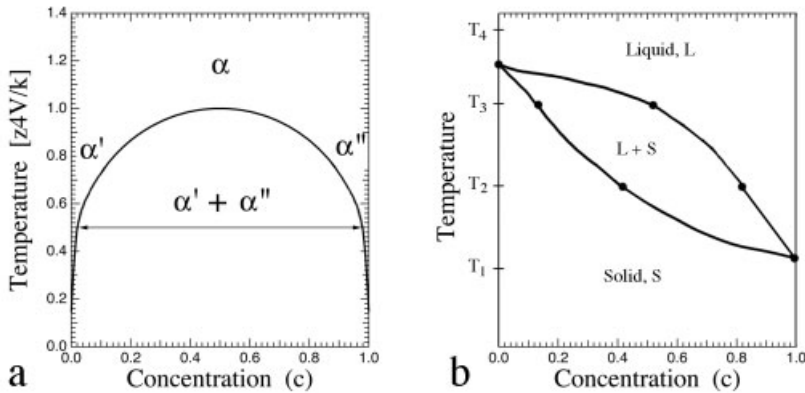 1.4
1.2
1.0
0.8
0.6
0.4
0.2
0.0
Temperature [z4V/k]
α
α'
α"
α' + α"
0.0 0.2 0.4 0.6 0.8 1.0
a Concentration (c)
T4
T3
T2
T1
Temperature
Liquid, L
L + S
Solid, S
0.0 0.2 0.4 0.6 0.8 1.0
b Concentration (c)